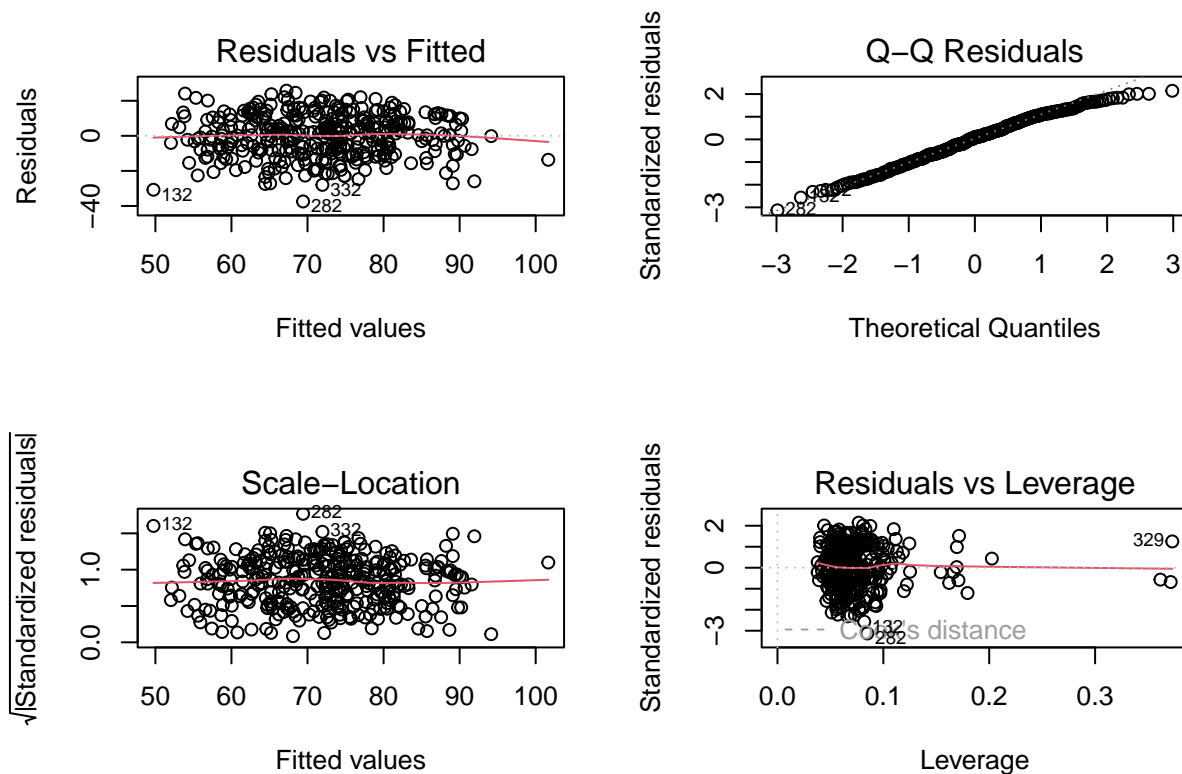 Residuals vs Fitted
Residuals
0
−40
132
332
282
50 60 70 80 90 100
Fitted values
Q−Q Residuals
Standardized residuals
2
0
−3
282
−3 −2 −1 0 1 2 3
Theoretical Quantiles
Scale−Location
√|Standardized residuals|
1.0
0.0
132
282
332
50 60 70 80 90 100
Fitted values
Residuals vs Leverage
Standardized residuals
2
0
−3
329
132
Cook's distance
282
0.0 0.1 0.2 0.3
Leverage